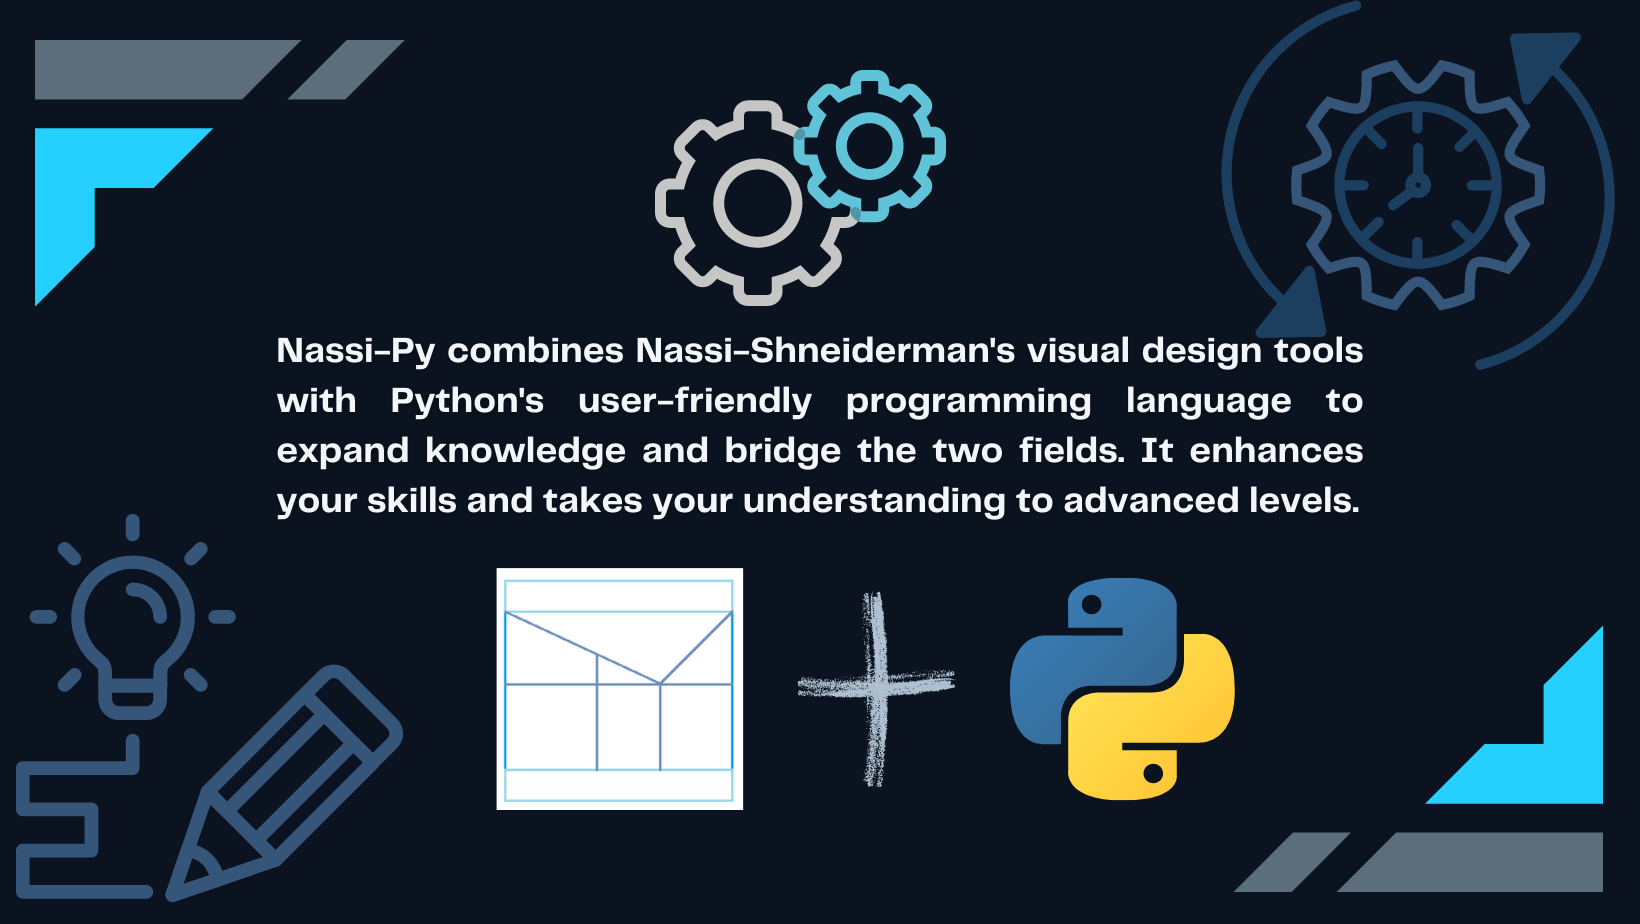 Nassi-Py combines Nassi-Shneiderman's visual design tools
with Python's user-friendly programming language to
expand knowledge and bridge the two fields. It enhances
your skills and takes your understanding to advanced levels.